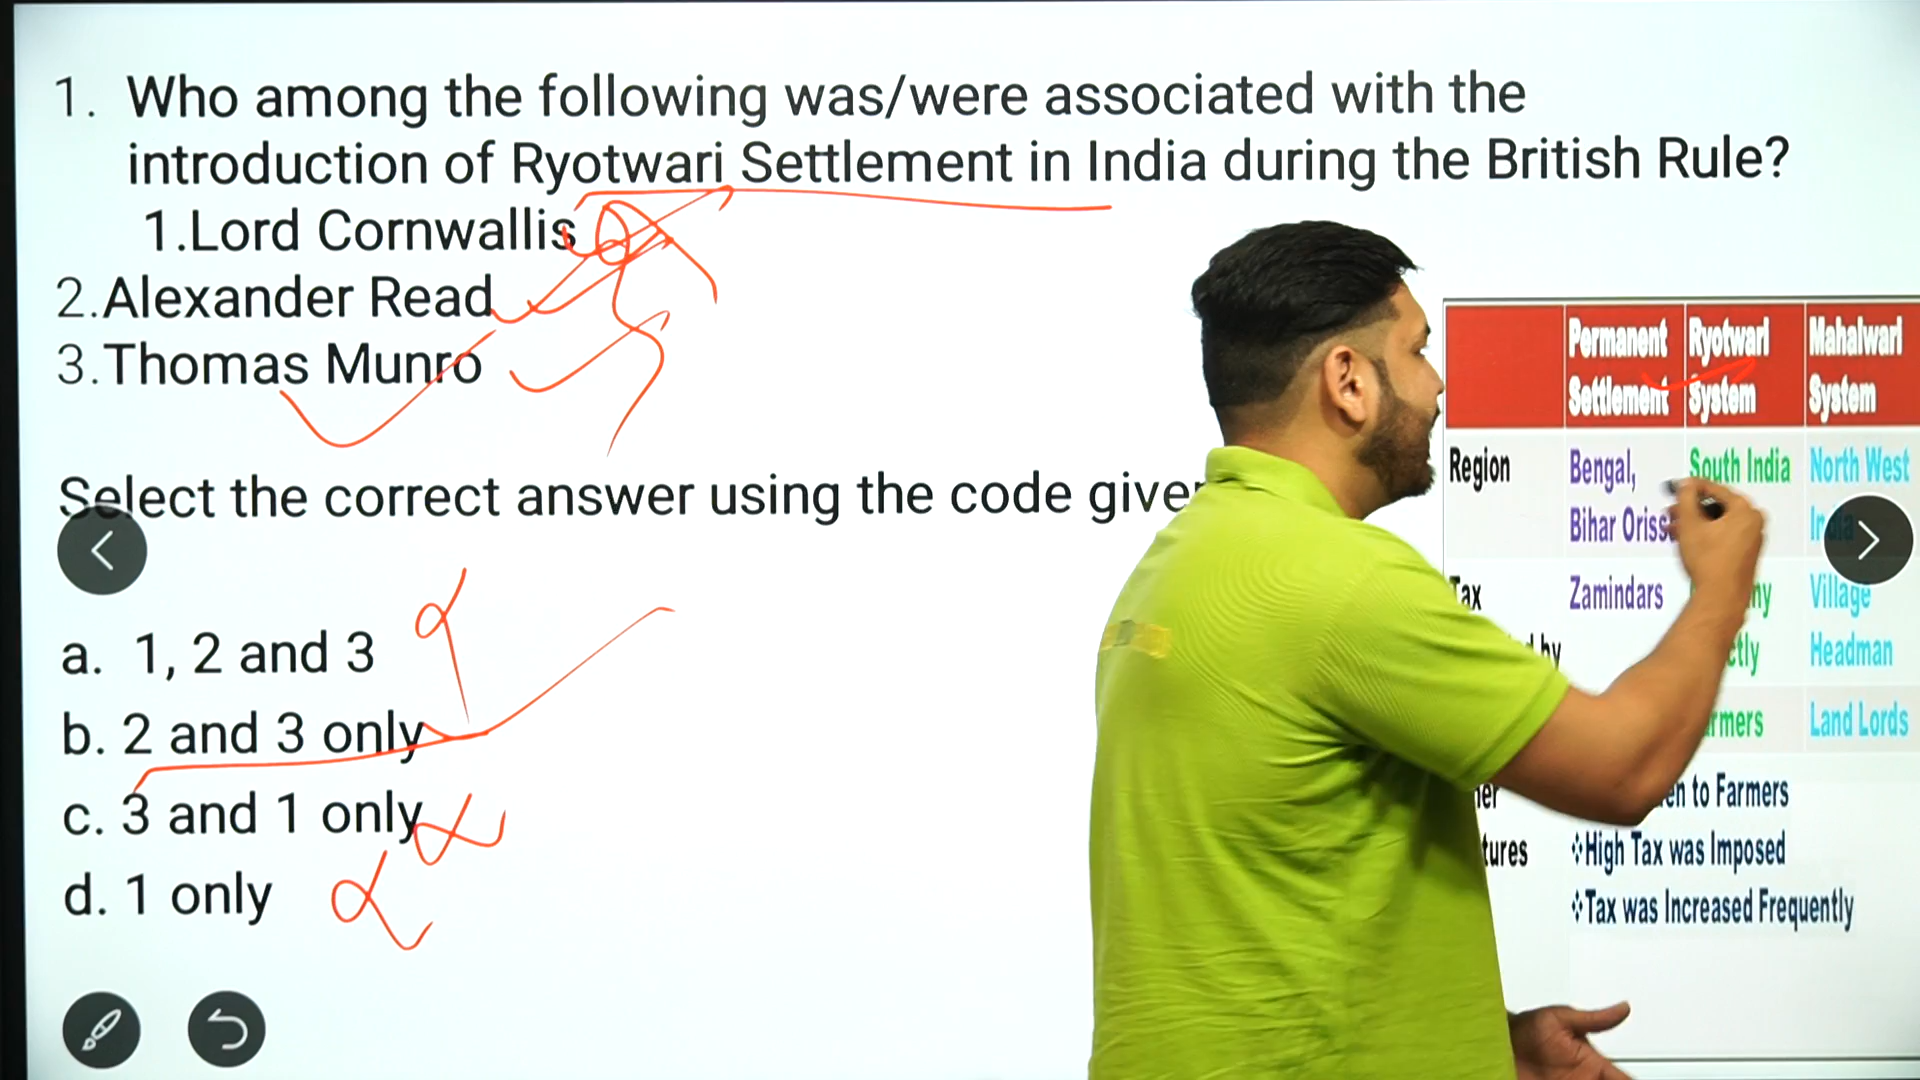 1. Who among the following was/were associated with the
introduction of Ryotwari Settlement in India during the British Rule?
1.Lord Cornwallis
2.Alexander Read
3.Thomas Munro
Select the correct answer using the code
a. 1, 2 and 3
b. 2 and 3 only
c. 3 and 1 only
d. 1 only
Permanent Settlement
Ryotwari System
Mahalwari System
Region
Bengal,
Bihar
South India
North West
Zamindars
Village
Headman
Land Lords
to Farmers
❖High Tax was Imposed
❖Tax was Increased Frequently